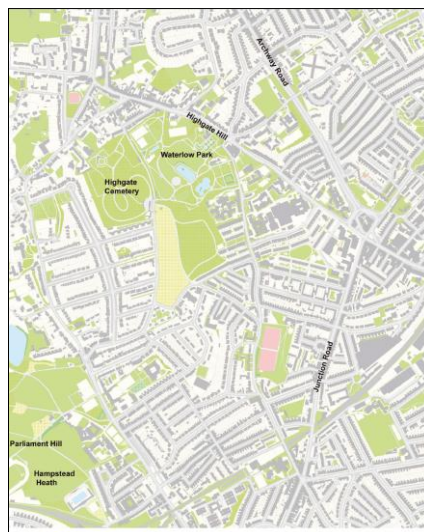 Archway Road
Highgate Hill
Waterlow Park
Highgate
Cemetery
Junction Road
Parliament Hill
Hampstead
Heath